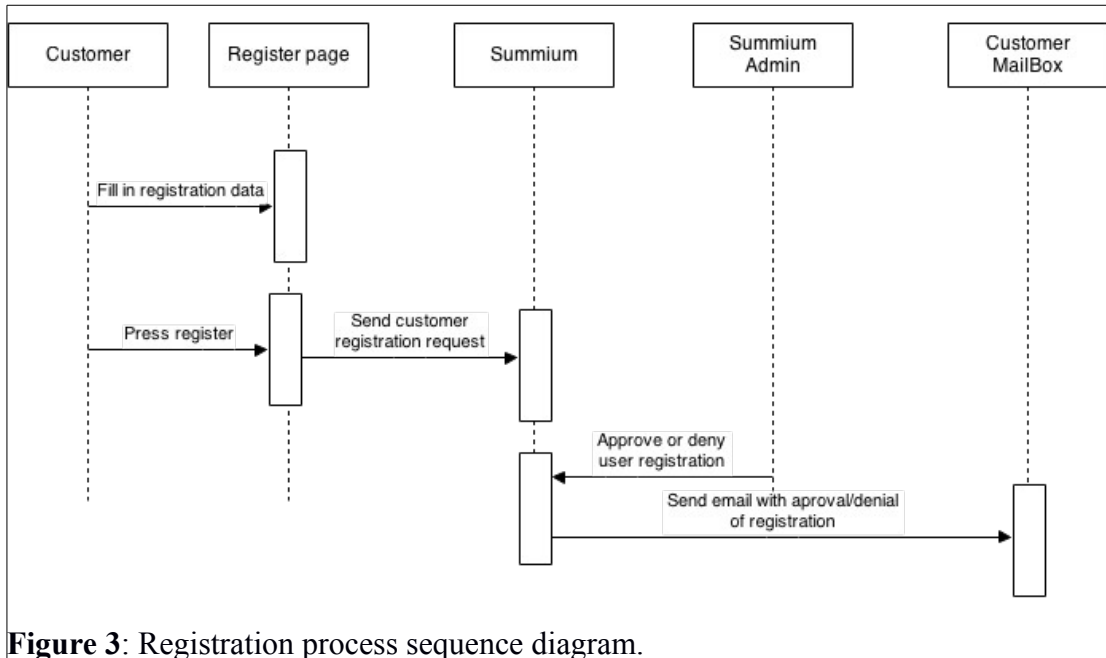 Customer
Register page
Summium
Summium
Admin
Customer
MailBox
Fill in registration data
Press register
Send customer
registration request
Approve or deny
user registration
Send email with aproval/denial
of registration
Figure 3: Registration process sequence diagram.